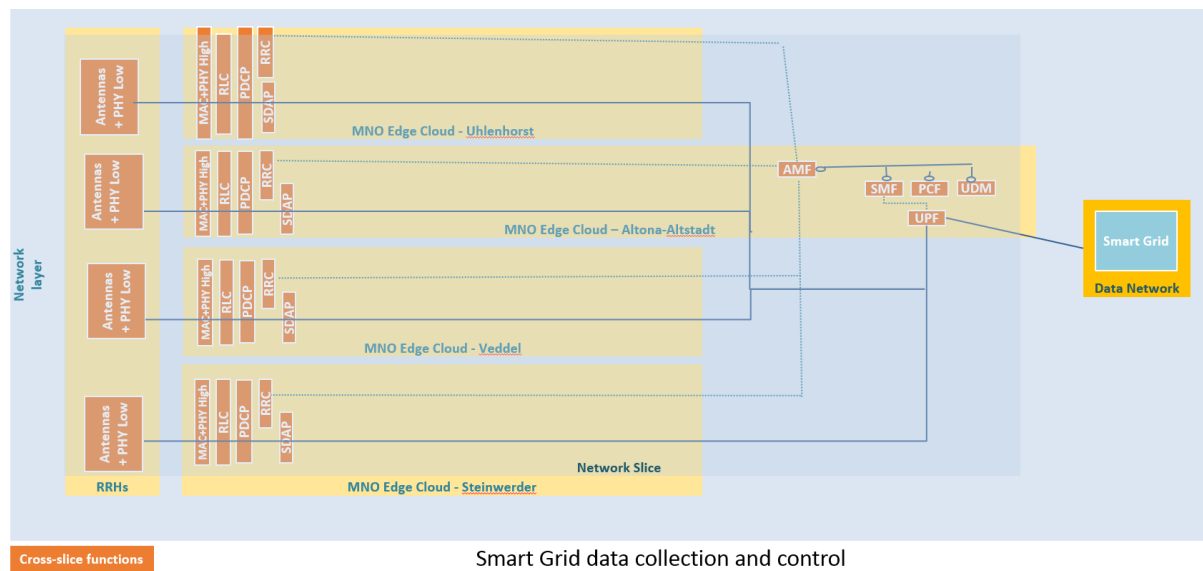 Network
layer
Antennas
+ PHY Low
MAC+PHY High
RLC
PDCP
RRC
SDAP
MNO Edge Cloud - Uhlenhorst
Antennas
+ PHY Low
MAC+PHY High
RLC
PDCP
RRC
SDAP
MNO Edge Cloud – Altona-Altstadt
AMF
SMF
PCF
UDM
UPF
Smart Grid
Data Network
Antennas
+ PHY Low
MAC+PHY High
RLC
PDCP
RRC
SDAP
MNO Edge Cloud - Veddel
Antennas
+ PHY Low
MAC+PHY High
RLC
PDCP
RRC
SDAP
Network Slice
RRHs
MNO Edge Cloud - Steinwerder
Cross-slice functions
Smart Grid data collection and control